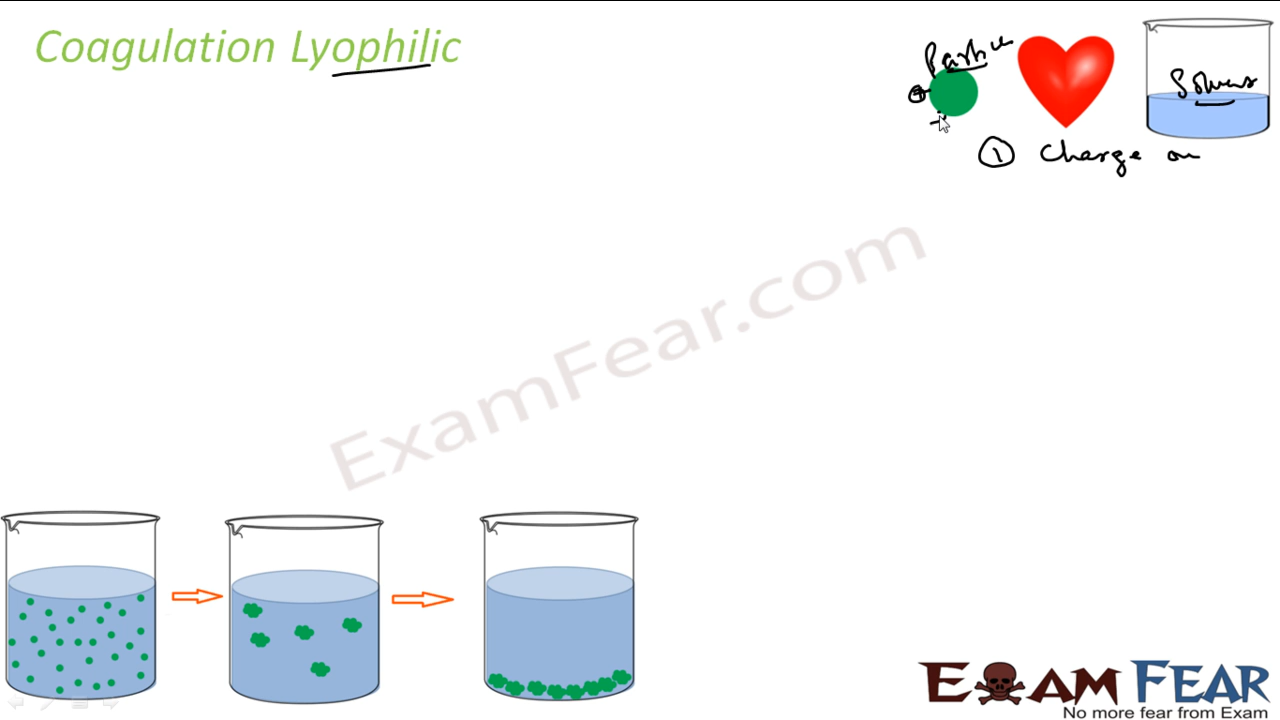 Coagulation Lyophilic
Particle
Solvent
① Charge on
ExamFear.com
EXAM FEAR
No more fear from Exam